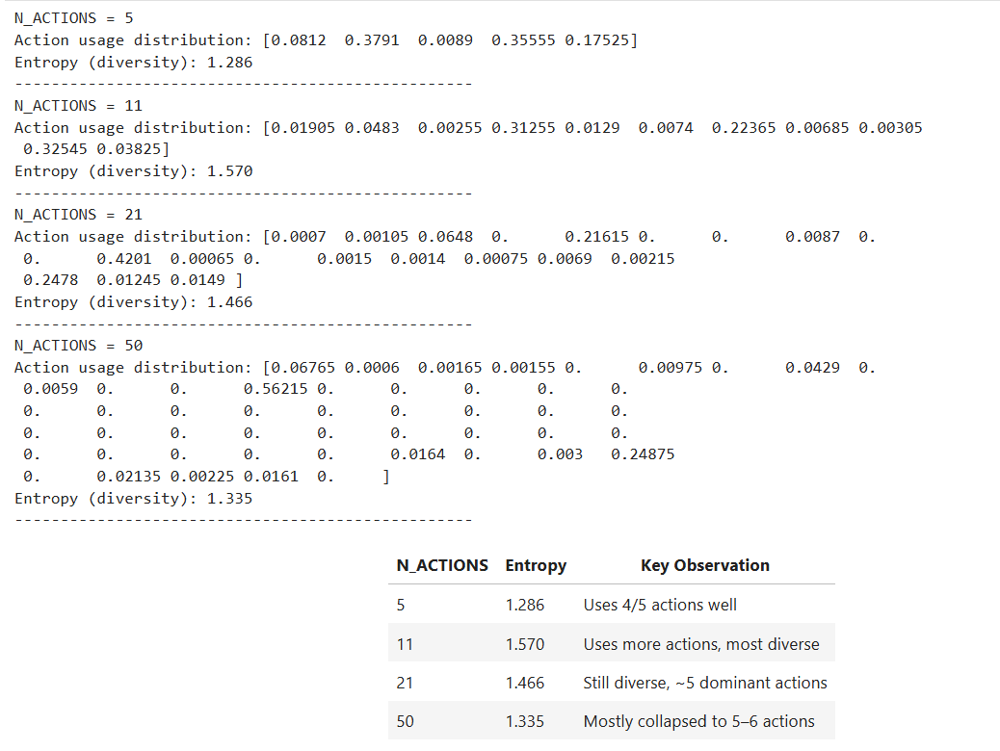 N_ACTIONS = 5
Action usage distribution: [0.0812  0.3791  0.0089  0.35555 0.17525]
Entropy (diversity): 1.286
--------------------------------------------------
N_ACTIONS = 11
Action usage distribution: [0.01905 0.0483  0.00255 0.31255 0.0129  0.0074  0.22365 0.00685 0.00305
 0.32545 0.03825]
Entropy (diversity): 1.570
--------------------------------------------------
N_ACTIONS = 21
Action usage distribution: [0.0007  0.00105 0.0648  0.      0.21615 0.      0.      0.0087  0.
 0.      0.4201  0.00065 0.      0.0015  0.0014  0.00075 0.0069  0.00215
 0.2478  0.01245 0.0149 ]
Entropy (diversity): 1.466
--------------------------------------------------
N_ACTIONS = 50
Action usage distribution: [0.06765 0.0006  0.00165 0.00155 0.      0.00975 0.      0.0429  0.
 0.0059  0.      0.      0.56215 0.      0.      0.      0.      0.
 0.      0.      0.      0.      0.      0.      0.      0.      0.
 0.      0.      0.      0.      0.      0.      0.      0.      0.
 0.      0.      0.      0.      0.      0.0164  0.      0.003   0.24875
 0.      0.02135 0.00225 0.0161  0.     ]
Entropy (diversity): 1.335
--------------------------------------------------
N_ACTIONS Entropy Key Observation
5 1.286 Uses 4/5 actions well
11 1.570 Uses more actions, most diverse
21 1.466 Still diverse, ~5 dominant actions
50 1.335 Mostly collapsed to 5–6 actions